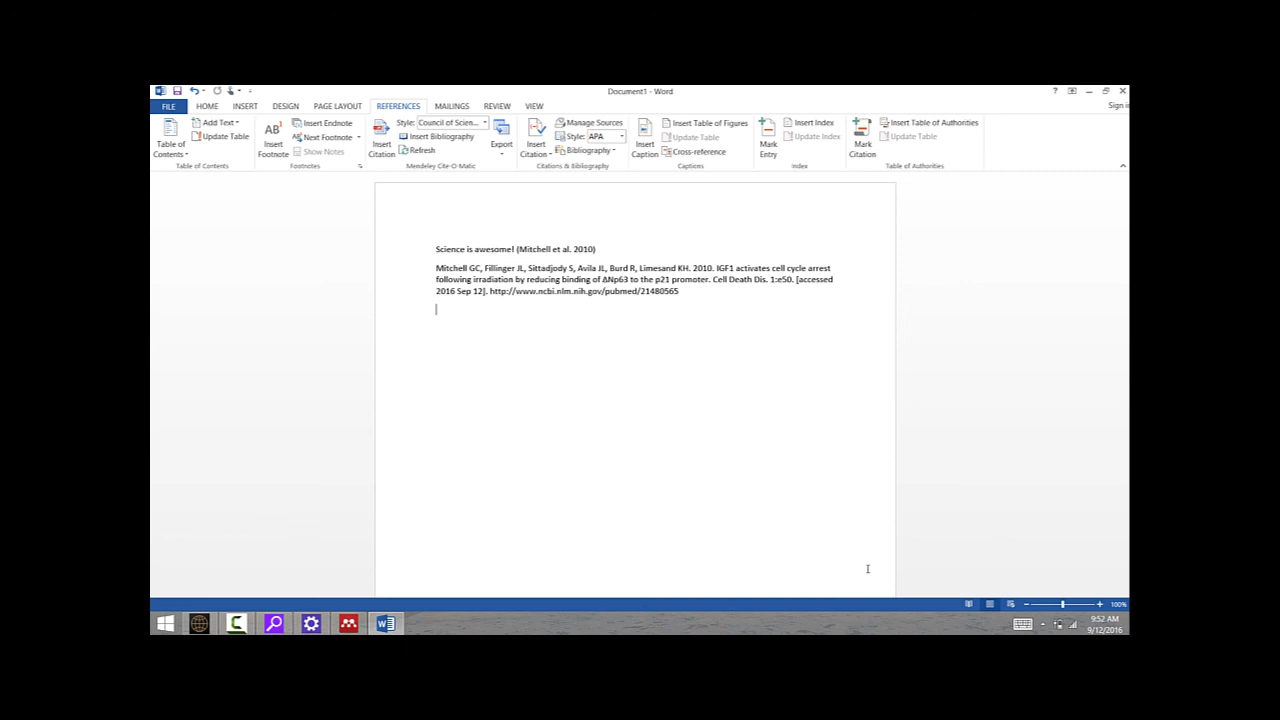 Document1 - Word
Sign i
FILE HOME INSERT DESIGN PAGE LAYOUT REFERENCES MAILINGS REVIEW VIEW
Table of Contents
Add Text
Update Table
Table of Contents
AB¹
Insert Footnote
Insert Endnote
Next Footnote
Show Notes
Footnotes
Insert Citation
Style: Council of Scien...
Insert Bibliography
Refresh
Export
Mendeley Cite-O-Matic
Insert Citation
Manage Sources
Style: APA
Bibliography
Citations & Bibliography
Insert Caption
Insert Table of Figures
Update Table
Cross-reference
Captions
Mark Entry
Insert Index
Update Index
Index
Mark Citation
Insert Table of Authorities
Update Table
Table of Authorities
Science is awesome! (Mitchell et al. 2010)
Mitchell GC, Fillinger JL, Sittadjody S, Avila JL, Burd R, Limesand KH. 2010. IGF1 activates cell cycle arrest
following irradiation by reducing binding of ΔNp63 to the p21 promoter. Cell Death Dis. 1:e50. [accessed
2016 Sep 12]. http://www.ncbi.nlm.nih.gov/pubmed/21480565
100%
9:52 AM
9/12/2016